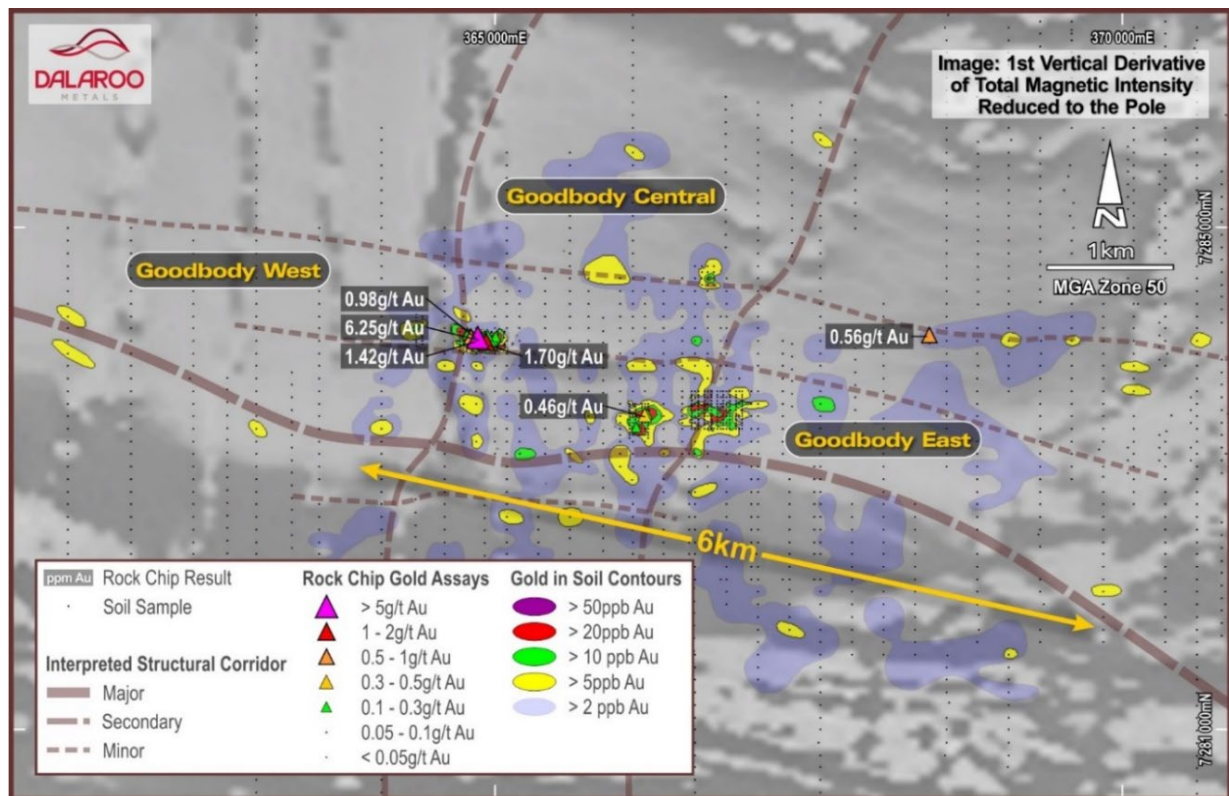 DALAROO
METALS
365 000mE
370 000mE
Image: 1st Vertical Derivative
of Total Magnetic Intensity
Reduced to the Pole
N
1km
MGA Zone 50
7 285 000mN
Goodbody Central
Goodbody West
0.98g/t Au
6.25g/t Au
1.42g/t Au
1.70g/t Au
0.56g/t Au
0.46g/t Au
Goodbody East
6km
ppm Au Rock Chip Result
Soil Sample
Interpreted Structural Corridor
Major
Secondary
Minor
Rock Chip Gold Assays
> 5g/t Au
1 - 2g/t Au
0.5 - 1g/t Au
0.3 - 0.5g/t Au
0.1 - 0.3g/t Au
0.05 - 0.1g/t Au
< 0.05g/t Au
Gold in Soil Contours
> 50ppb Au
> 20ppb Au
> 10 ppb Au
> 5ppb Au
> 2 ppb Au
7 281 000mN